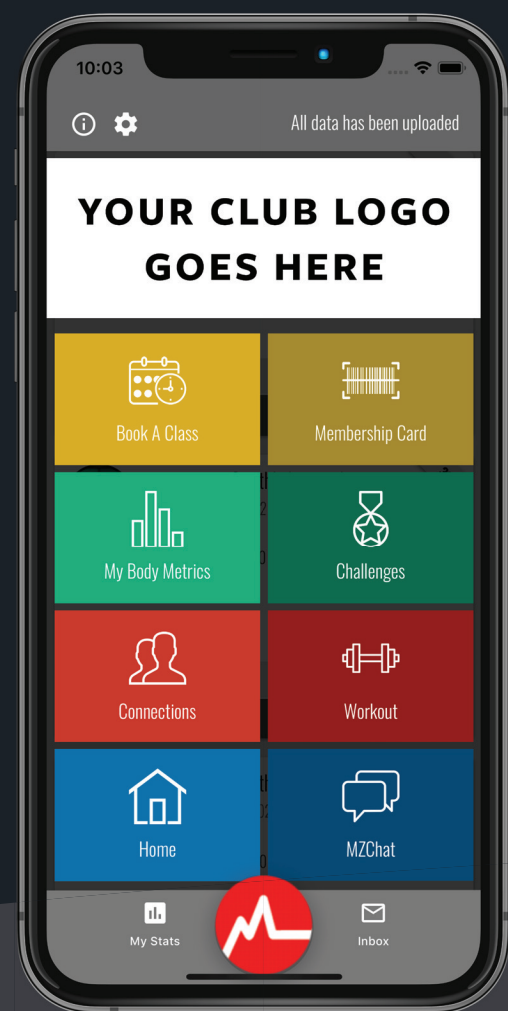 10:03
All data has been uploaded
YOUR CLUB LOGO
GOES HERE
Book A Class
Membership Card
My Body Metrics
Challenges
Connections
Workout
Home
MZChat
My Stats
Inbox